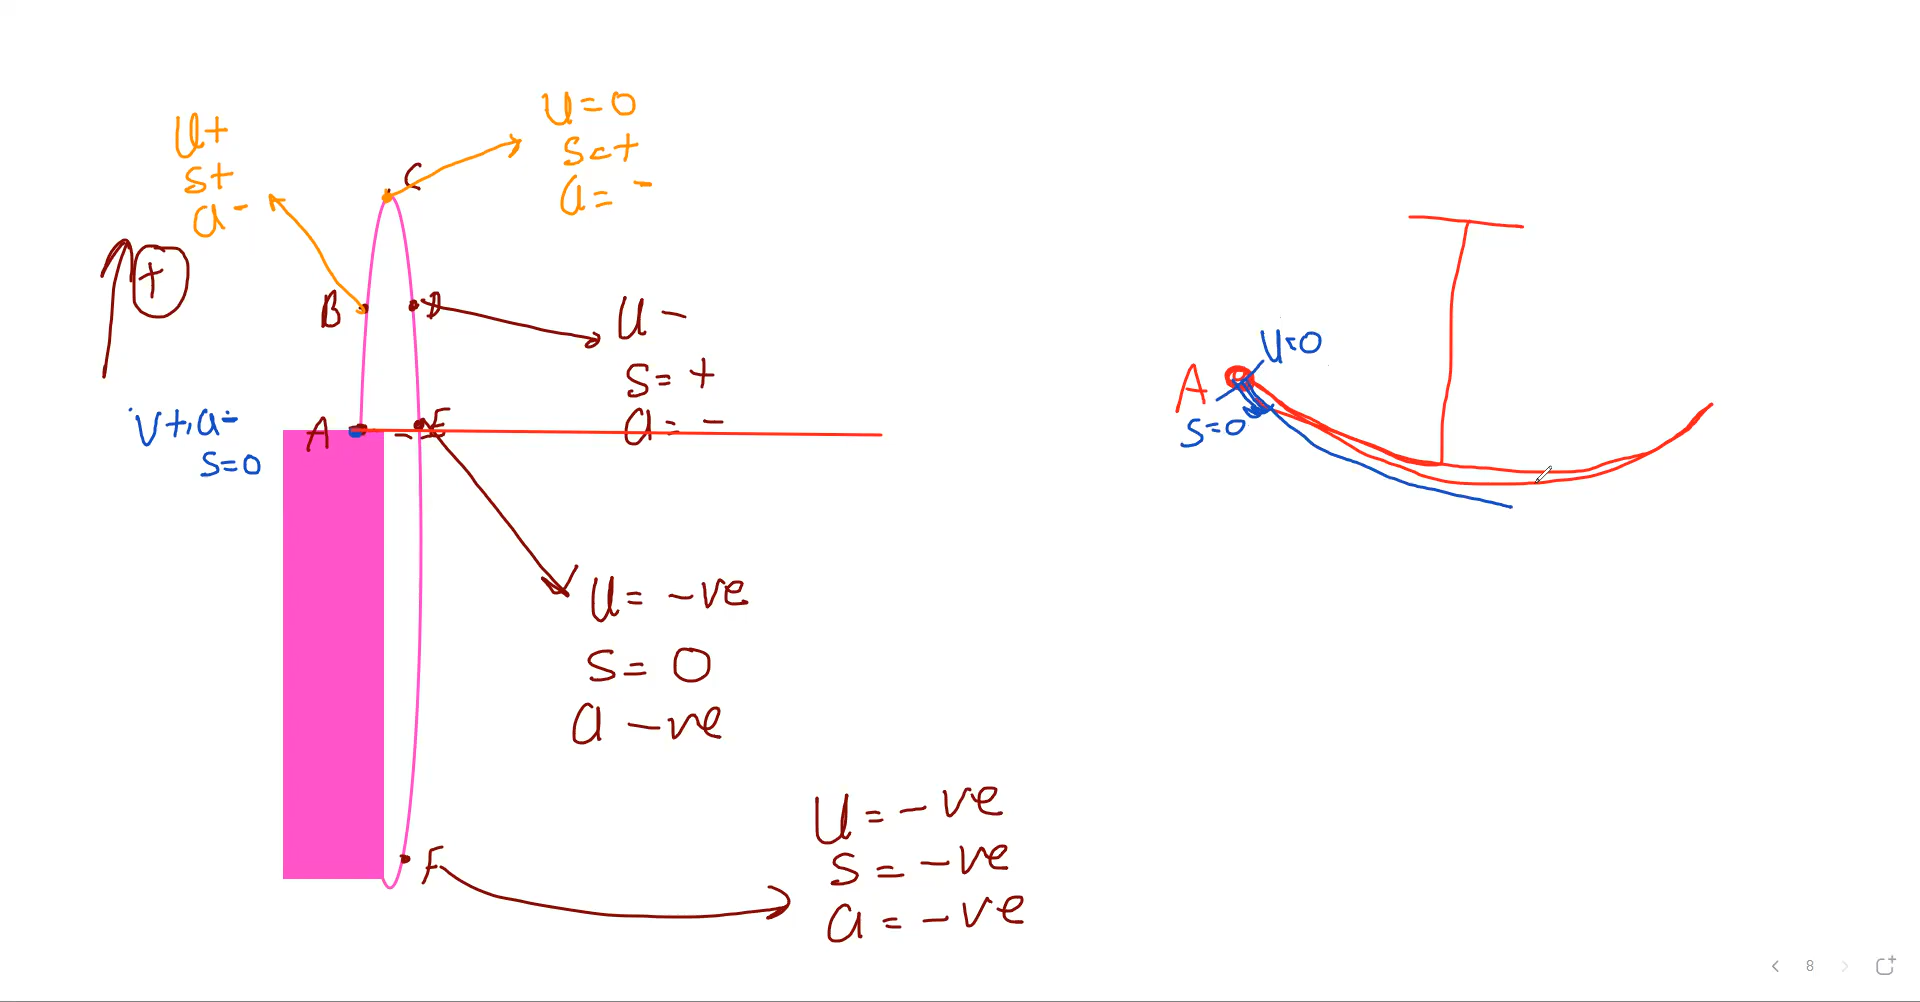 U+
S+
a-
U=0
S=+
a=-
C
+
B
D
U-
S=+
a=-
V+, a-
S=0
A
E
U=-ve
S=0
a -ve
F
U=-ve
S=-ve
a=-ve
U=0
A
S=0
8